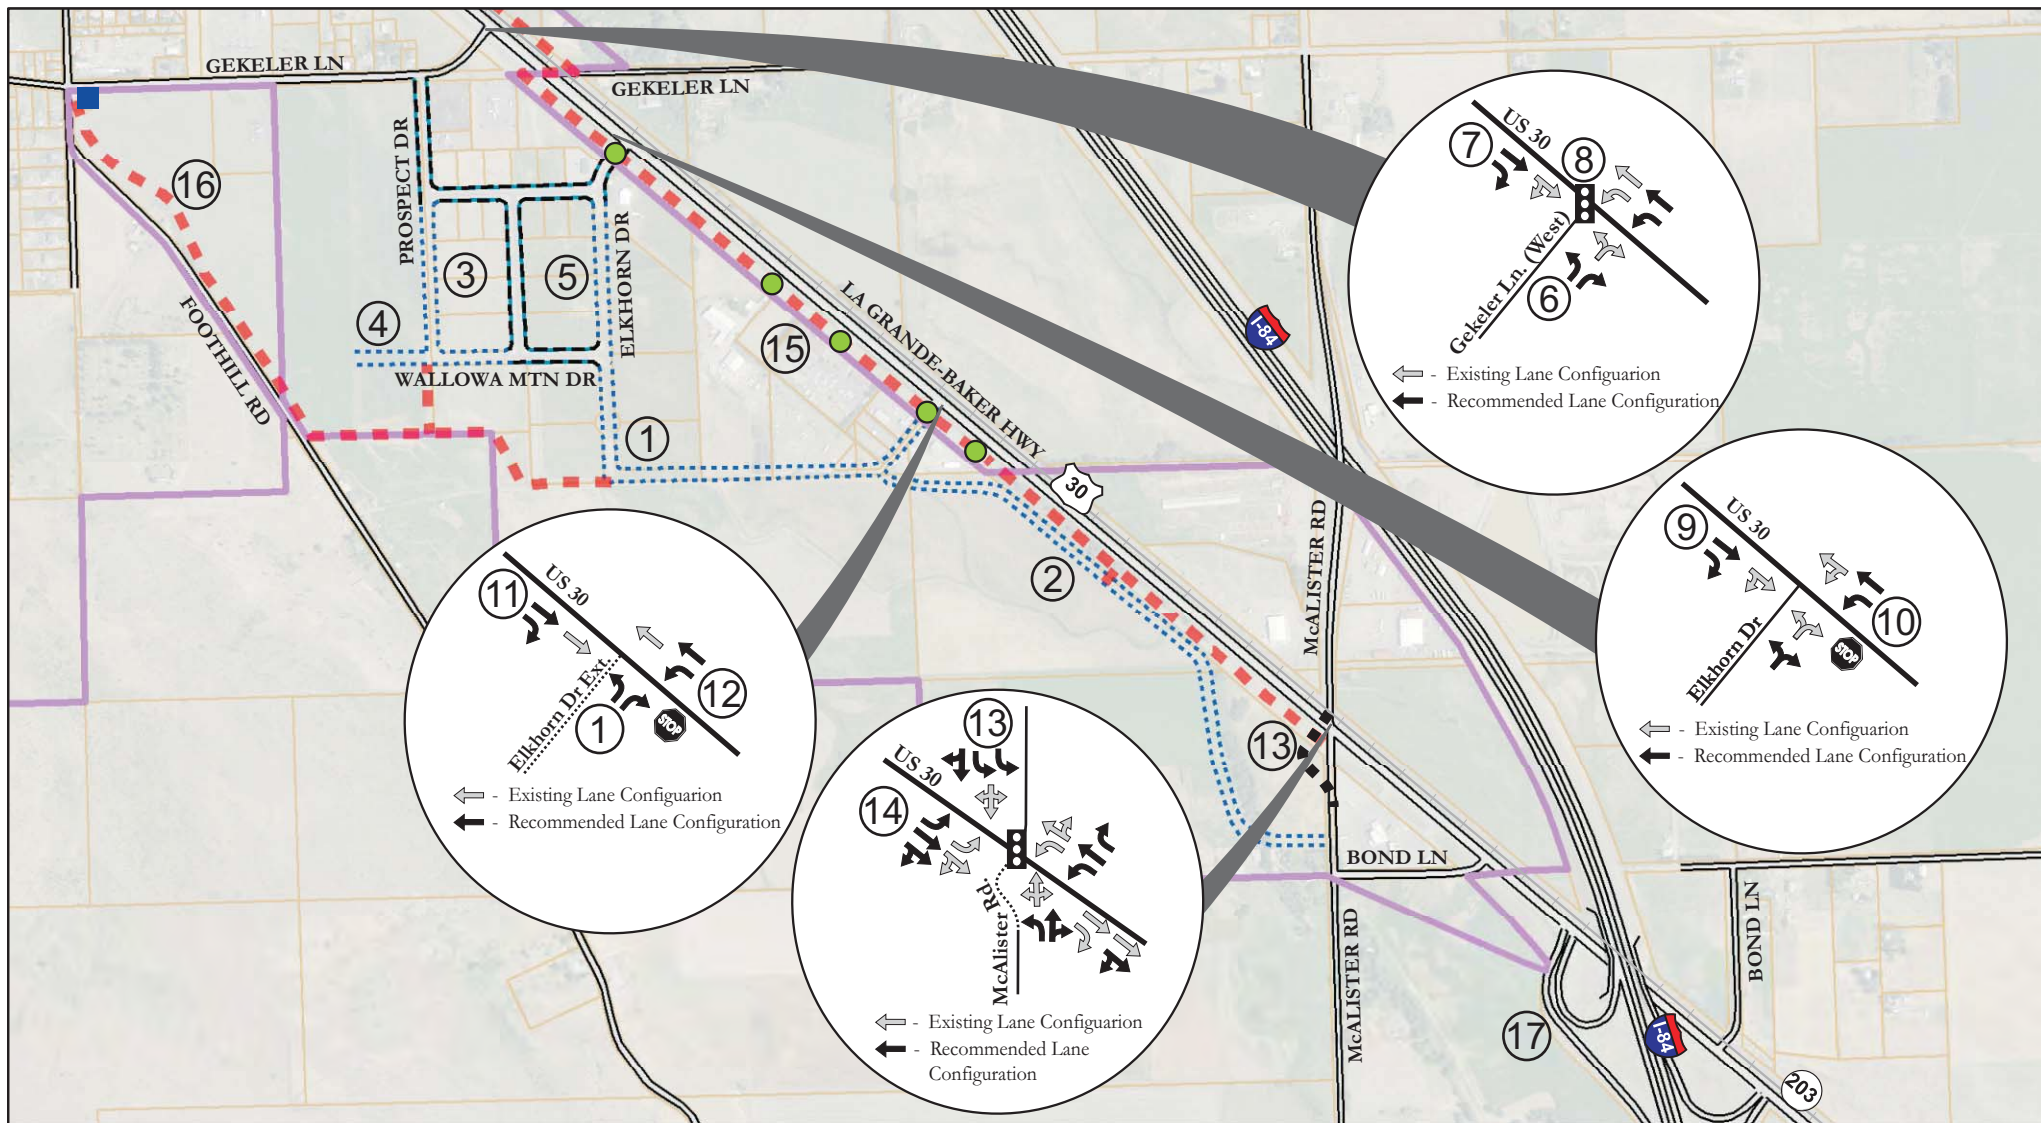 GEKELER LN
GEKELER LN
PROSPECT DR
16
3
5
ELKHORN DR
4
WALLOWA MTN DR
FOOTHILL RD
15
LA GRANDE-BAKER HWY
I-84
1
30
2
McALISTER RD
13
BOND LN
BOND LN
McALISTER RD
17
I-84
203
US 30
7
8
Gekeler Ln. (West)
6
- Existing Lane Configuarion
- Recommended Lane Configuration
US 30
9
10
STOP
Elkhorn Dr
- Existing Lane Configuarion
- Recommended Lane Configuration
US 30
11
12
Elkhorn Dr Ext.
1
STOP
- Existing Lane Configuarion
- Recommended Lane Configuration
13
US 30
14
McAlister Rd
- Existing Lane Configuarion
- Recommended Lane
Configuration